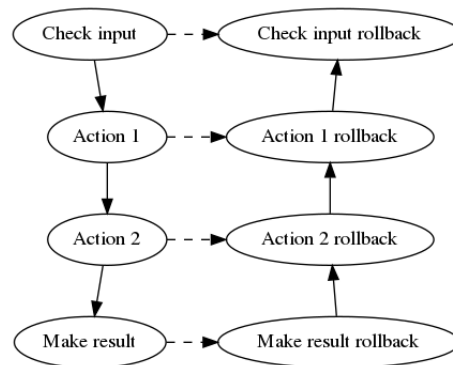 Check input
Check input rollback
Action 1
Action 1 rollback
Action 2
Action 2 rollback
Make result
Make result rollback